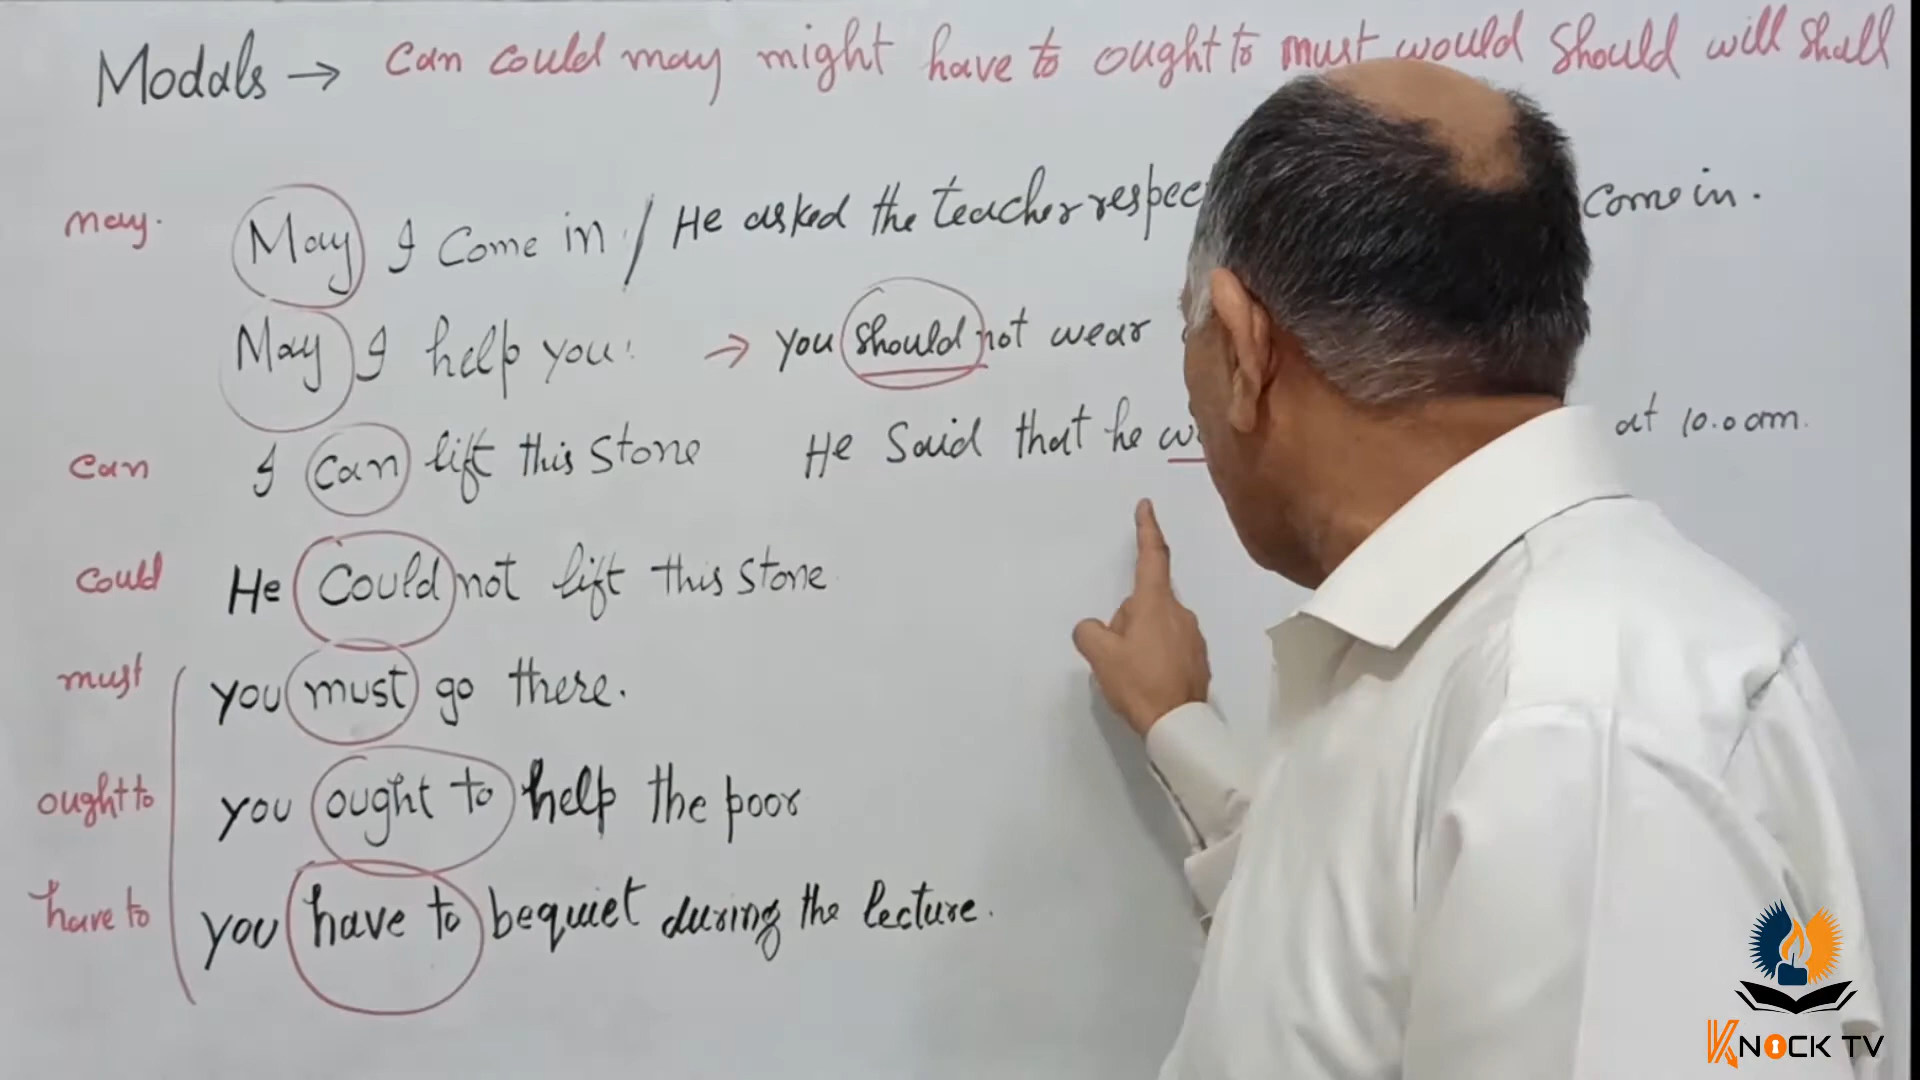 Modals → Can could may might have to ought to must would Should will Shall
may. May I Come in / He asked the teacher Come in.
May I help you. → you should not wear
Can I can lift this stone He Said that he at 10.0 am.
Could He Could not lift this stone
must you must go there.
ought to you ought to help the poor
have to you have to be quiet during the lecture.
KNOCK TV